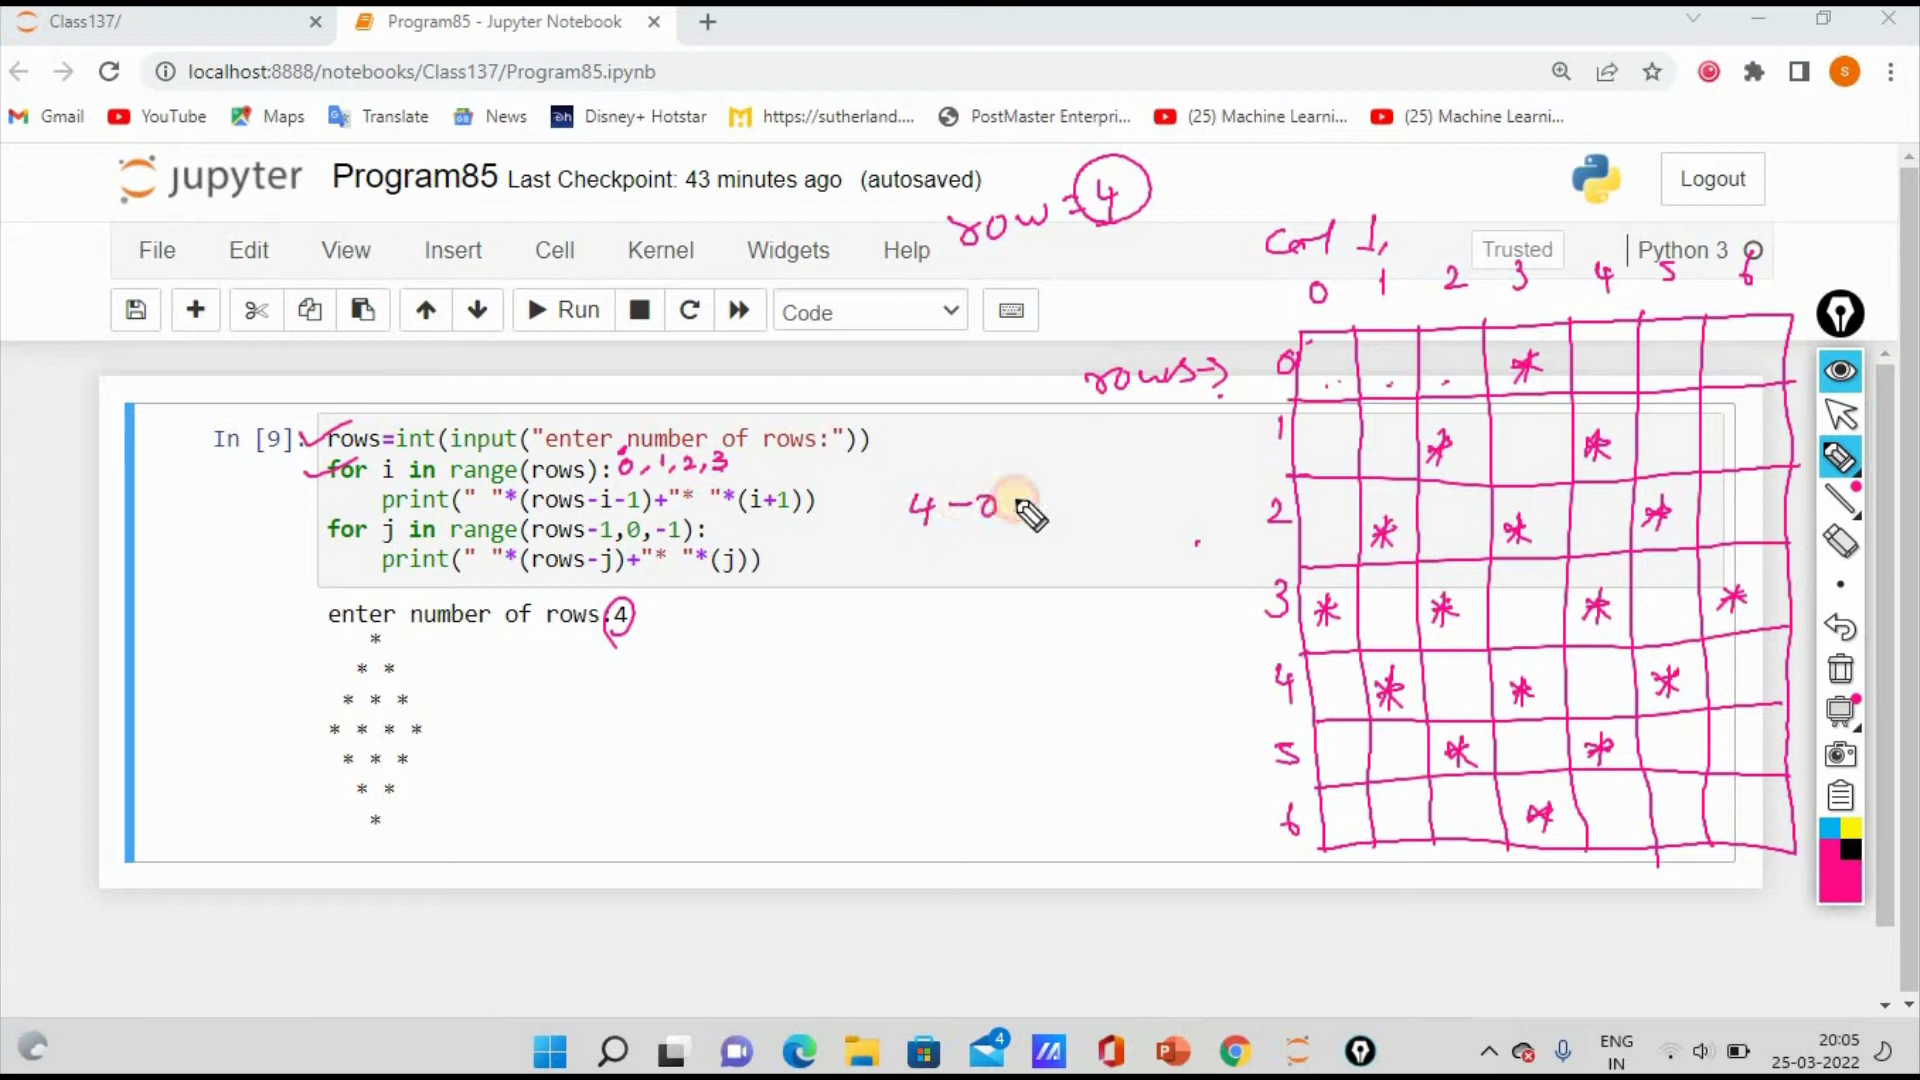 Class137/
Program85 - Jupyter Notebook
localhost:8888/notebooks/Class137/Program85.ipynb
S
Gmail
YouTube
Maps
Translate
News
Disney+ Hotstar
https://sutherland....
PostMaster Enterpri...
(25) Machine Learni...
(25) Machine Learni...
jupyter
Program85 Last Checkpoint: 43 minutes ago (autosaved)
Logout
row = 4
File Edit View Insert Cell Kernel Widgets Help
Trusted
Python 3
Run
Code
0 1 2 3 4 5 6
rows->
0 *
1 * *
2 * * *
3 * * * *
4 * * *
5 * *
6 *
In [9]:
rows=int(input("enter number of rows:"))
for i in range(rows): 0, 1, 2, 3
print(" "*(rows-i-1)+"* "*(i+1))
4 - 0
for j in range(rows-1,0,-1):
print(" "*(rows-j)+"* "*(j))
enter number of rows:4
*
* *
* * *
* * * *
* * *
* *
*
4
ENG
IN
20:05
25-03-2022